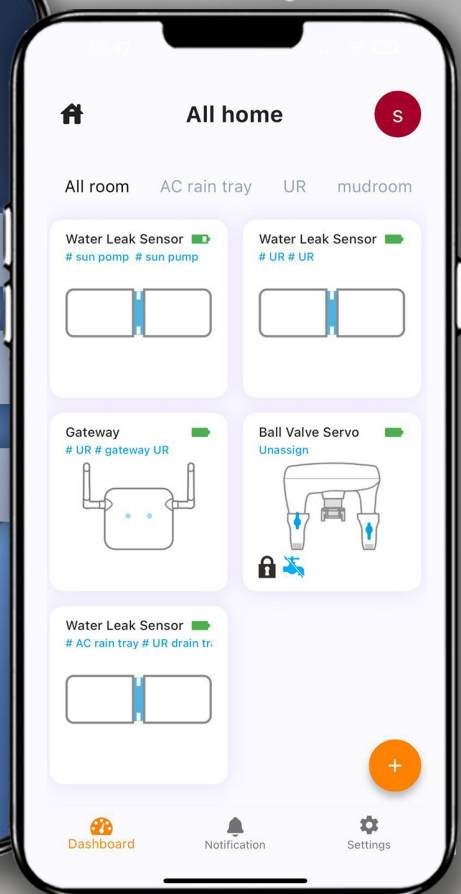 All home
S
All room
AC rain tray
UR
mudroom
Water Leak Sensor
# sun pomp # sun pump
Water Leak Sensor
# UR # UR
Gateway
# UR # gateway UR
Ball Valve Servo
Unassign
Water Leak Sensor
# AC rain tray # UR drain tr
+
Dashboard
Notification
Settings